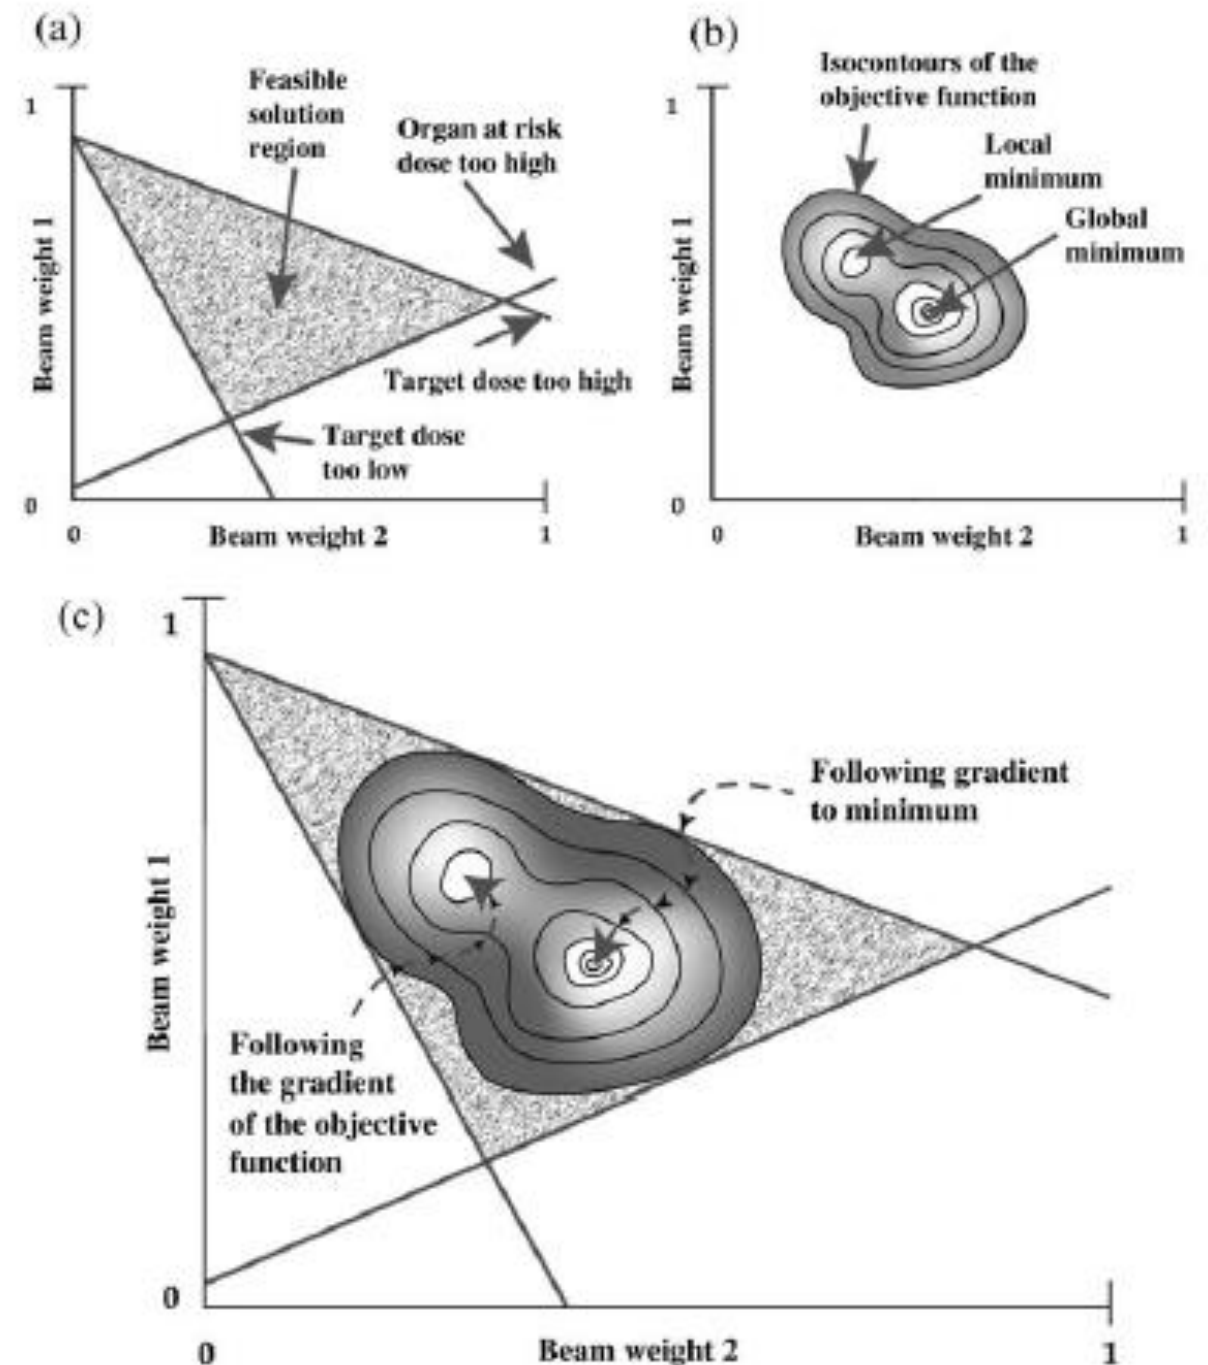 (a)
1
Feasible
solution
region
Organ at risk
dose too high
Target dose too high
Target dose
too low
Beam weight 1
0
0
Beam weight 2
1
(b)
1
Isocontours of the
objective function
Local
minimum
Global
minimum
Beam weight 1
0
0
Beam weight 2
1
(c)
1
Following gradient
to minimum
Beam weight 1
Following
the gradient
of the objective
function
0
0
Beam weight 2
1